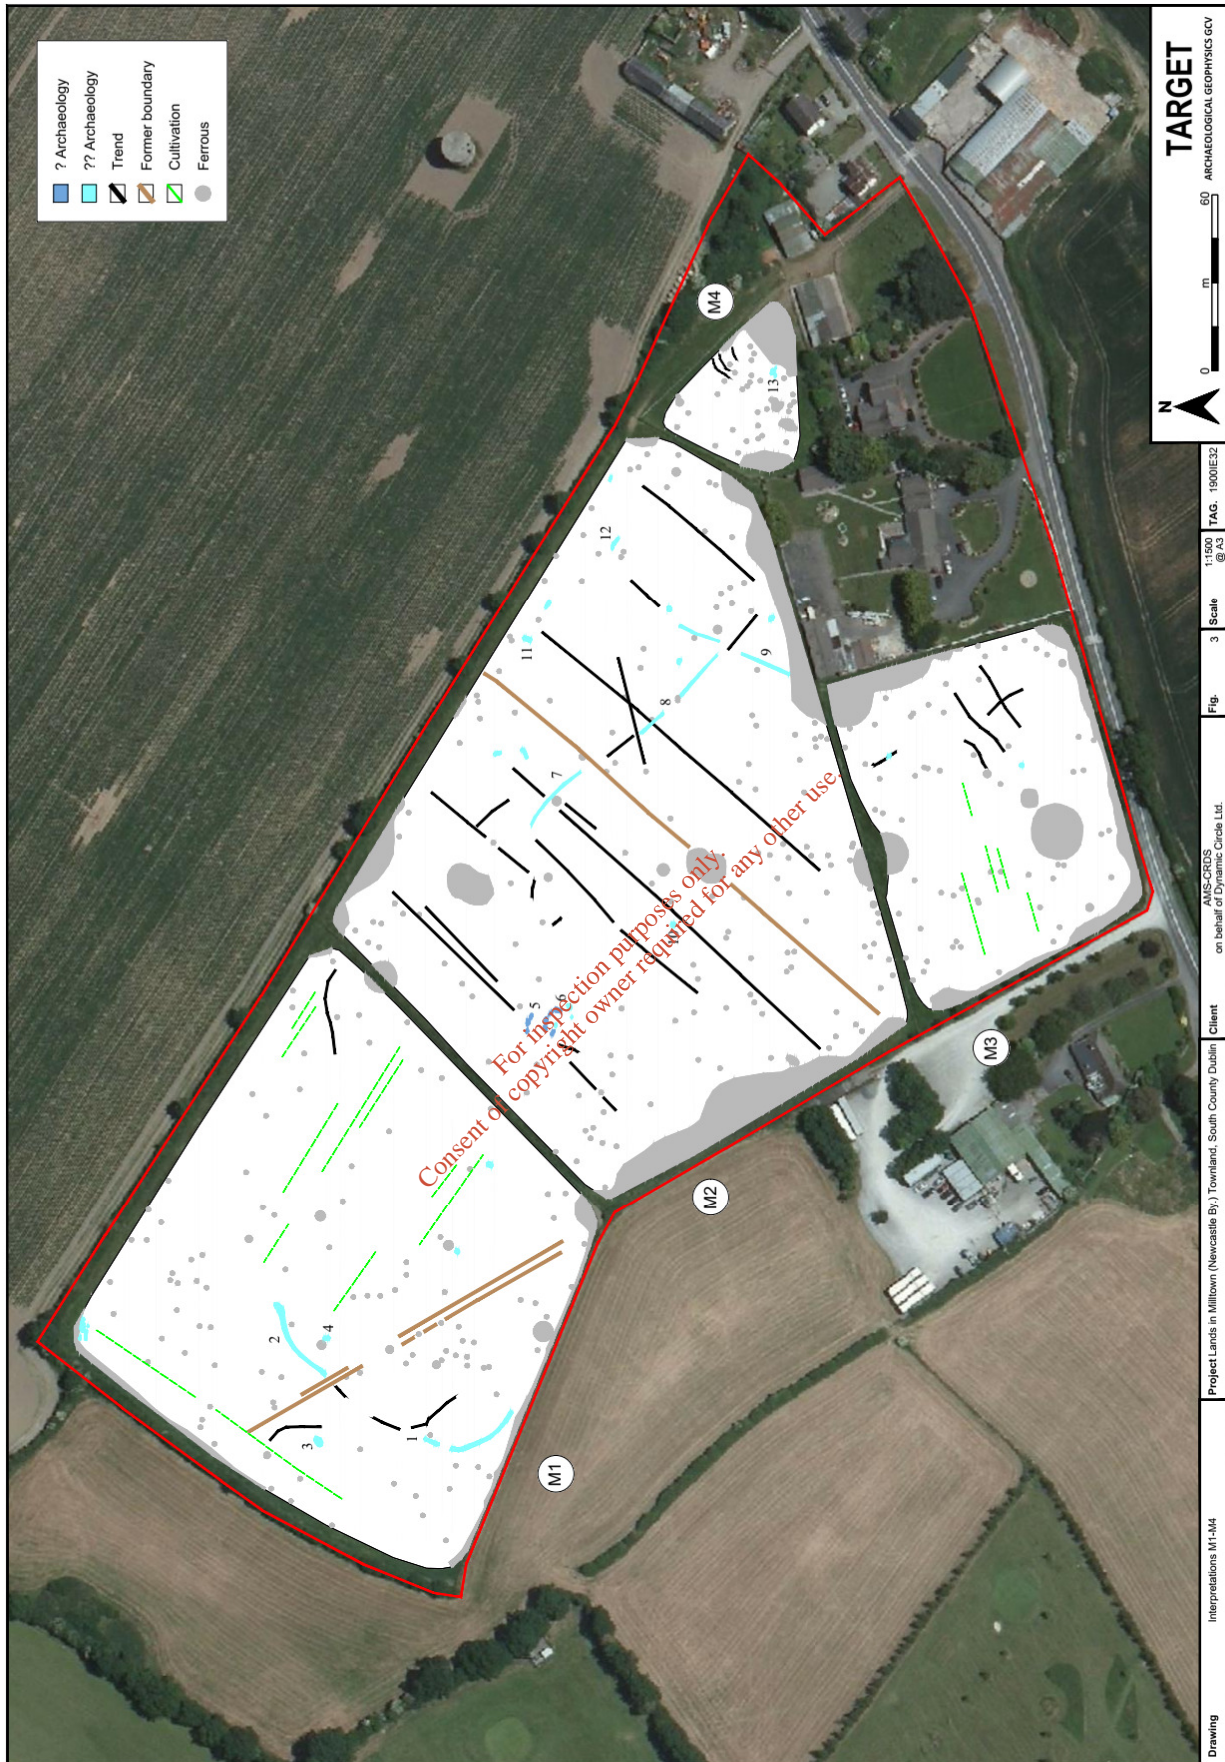 ? Archaeology
?? Archaeology
Trend
Former boundary
Cultivation
Ferrous
TARGET
ARCHAEOLOGICAL GEOPHYSICS GCV
N
0 m 60
M1
M2
M3
M4
1
2
3
4
5
6
7
8
9
10
11
12
13
For inspection purposes only.
Consent of copyright owner required for any other use.
Drawing Interpretations M1-M4
Project Lands in Milltown (Newcastle By.) Townland, South County Dublin
Client AMS-CRDS
on behalf of Dynamic Circle Ltd.
Fig. 3
Scale 1:1500
@ A3
TAG. 1900IE32